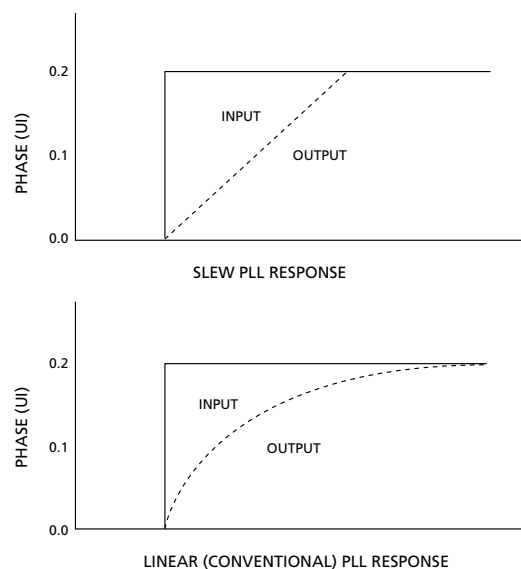 PHASE (UI)
0.2
0.1
0.0
INPUT
OUTPUT
SLEW PLL RESPONSE
PHASE (UI)
0.2
0.1
0.0
INPUT
OUTPUT
LINEAR (CONVENTIONAL) PLL RESPONSE